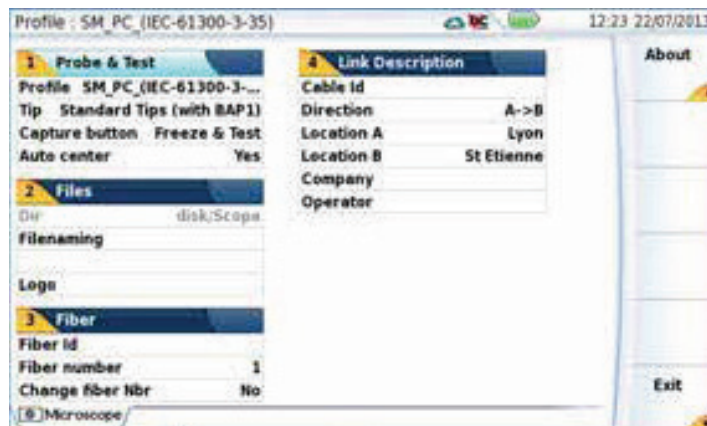 Profile : SM_PC_(IEC-61300-3-35)
DC
12:23 22/07/2013
1 Probe & Test
Profile SM_PC_(IEC-61300-3-...
Tip Standard Tips (with BAP1)
Capture button Freeze & Test
Auto center Yes
2 Files
Dir disk/Scope
Filenaming
Logo
3 Fiber
Fiber Id
Fiber number 1
Change fiber Nbr No
4 Link Description
Cable Id
Direction A->B
Location A Lyon
Location B St Etienne
Company
Operator
About
Exit
Microscope